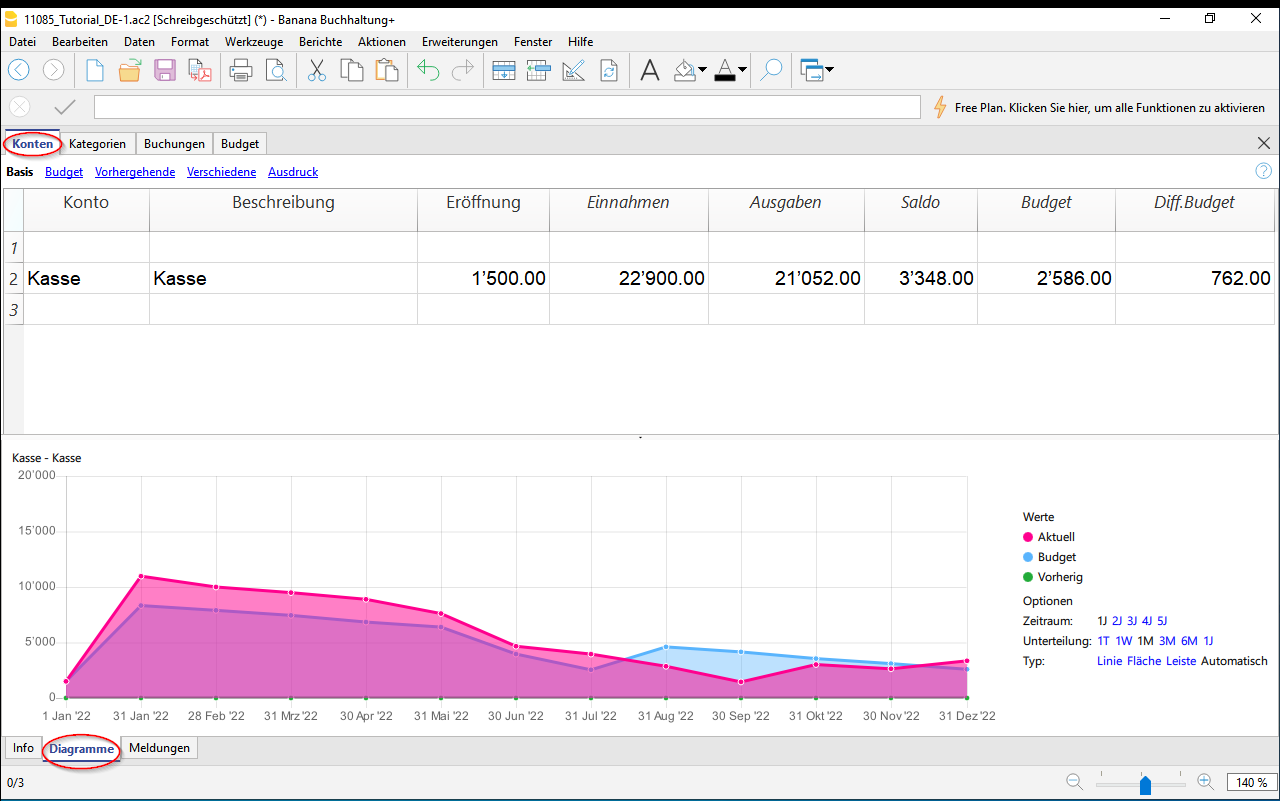 11085_Tutorial_DE-1.ac2 [Schreibgeschützt] (*) - Banana Buchhaltung+
Datei Bearbeiten Daten Format Werkzeuge Berichte Aktionen Erweiterungen Fenster Hilfe
Free Plan. Klicken Sie hier, um alle Funktionen zu aktivieren
Konten Kategorien Buchungen Budget
Basis Budget Vorhergehende Verschiedene Ausdruck
Konto Beschreibung Eröffnung Einnahmen Ausgaben Saldo Budget Diff.Budget
1
2 Kasse Kasse 1’500.00 22’900.00 21’052.00 3’348.00 2’586.00 762.00
3
Kasse - Kasse
20’000
15’000
10’000
5’000
0
1 Jan '22 31 Jan '22 28 Feb '22 31 Mrz '22 30 Apr '22 31 Mai '22 30 Jun '22 31 Jul '22 31 Aug '22 30 Sep '22 31 Okt '22 30 Nov '22 31 Dez '22
Werte
Aktuell
Budget
Vorherig
Optionen
Zeitraum: 1J 2J 3J 4J 5J
Unterteilung: 1T 1W 1M 3M 6M 1J
Typ: Linie Fläche Leiste Automatisch
Info Diagramme Meldungen
0/3
140 %